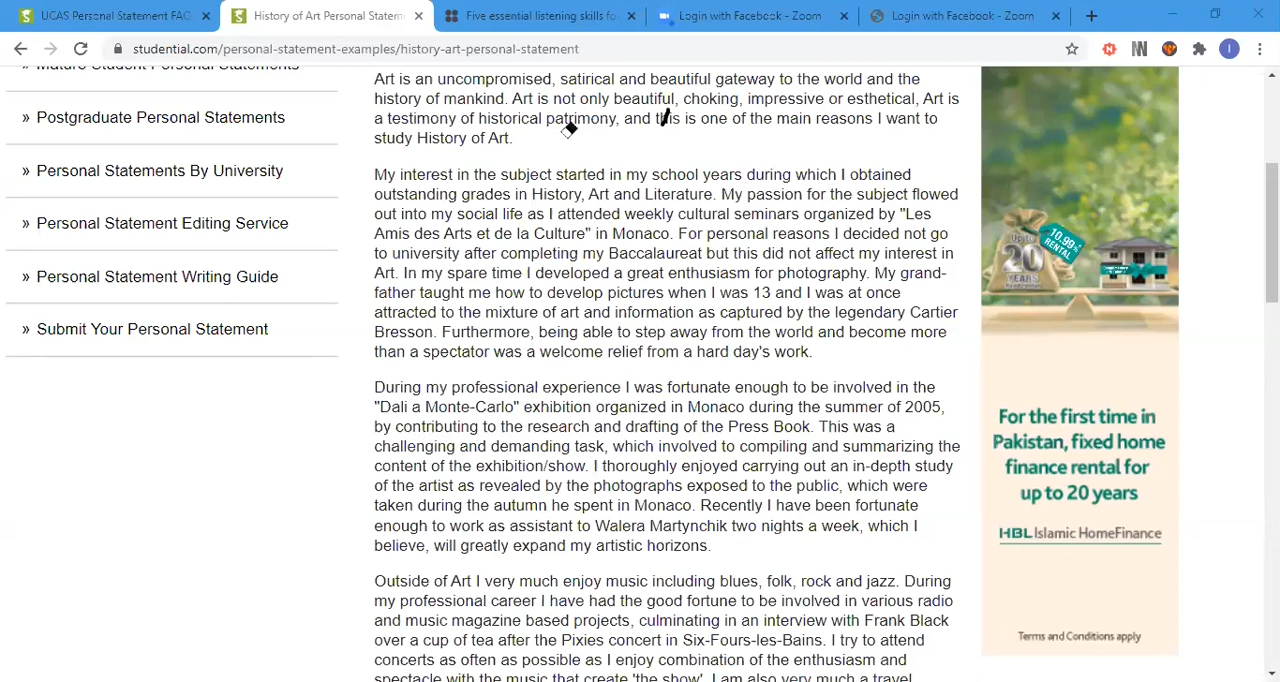 UCAS Personal Statement FAQ
History of Art Personal Statem
Five essential listening skills fo
Login with Facebook - Zoom
Login with Facebook - Zoom
studential.com/personal-statement-examples/history-art-personal-statement
Mature Student Personal Statements
» Postgraduate Personal Statements
» Personal Statements By University
» Personal Statement Editing Service
» Personal Statement Writing Guide
» Submit Your Personal Statement
Art is an uncompromised, satirical and beautiful gateway to the world and the
history of mankind. Art is not only beautiful, choking, impressive or esthetical, Art is
a testimony of historical patrimony, and this is one of the main reasons I want to
study History of Art.
My interest in the subject started in my school years during which I obtained
outstanding grades in History, Art and Literature. My passion for the subject flowed
out into my social life as I attended weekly cultural seminars organized by "Les
Amis des Arts et de la Culture" in Monaco. For personal reasons I decided not go
to university after completing my Baccalaureat but this did not affect my interest in
Art. In my spare time I developed a great enthusiasm for photography. My grand-
father taught me how to develop pictures when I was 13 and I was at once
attracted to the mixture of art and information as captured by the legendary Cartier
Bresson. Furthermore, being able to step away from the world and become more
than a spectator was a welcome relief from a hard day's work.
During my professional experience I was fortunate enough to be involved in the
"Dali a Monte-Carlo" exhibition organized in Monaco during the summer of 2005,
by contributing to the research and drafting of the Press Book. This was a
challenging and demanding task, which involved to compiling and summarizing the
content of the exhibition/show. I thoroughly enjoyed carrying out an in-depth study
of the artist as revealed by the photographs exposed to the public, which were
taken during the autumn he spent in Monaco. Recently I have been fortunate
enough to work as assistant to Walera Martynchik two nights a week, which I
believe, will greatly expand my artistic horizons.
Outside of Art I very much enjoy music including blues, folk, rock and jazz. During
my professional career I have had the good fortune to be involved in various radio
and music magazine based projects, culminating in an interview with Frank Black
over a cup of tea after the Pixies concert in Six-Fours-les-Bains. I try to attend
concerts as often as possible as I enjoy combination of the enthusiasm and
spectacle with the music that create 'the show'. I am also very much a travel
Up to
20
YEARS
10.99%
RENTAL
For the first time in
Pakistan, fixed home
finance rental for
up to 20 years
HBL Islamic HomeFinance
Terms and Conditions apply